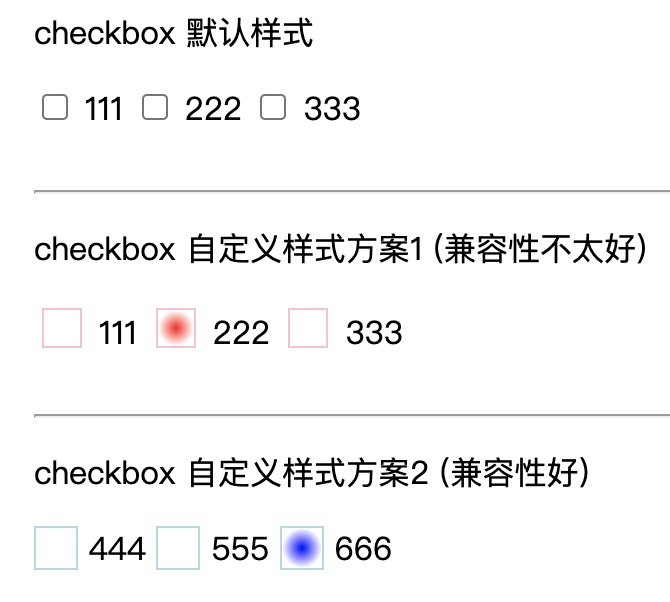 checkbox 默认样式
111 222 333
checkbox 自定义样式方案1 (兼容性不太好)
111 222 333
checkbox 自定义样式方案2 (兼容性好)
444 555 666